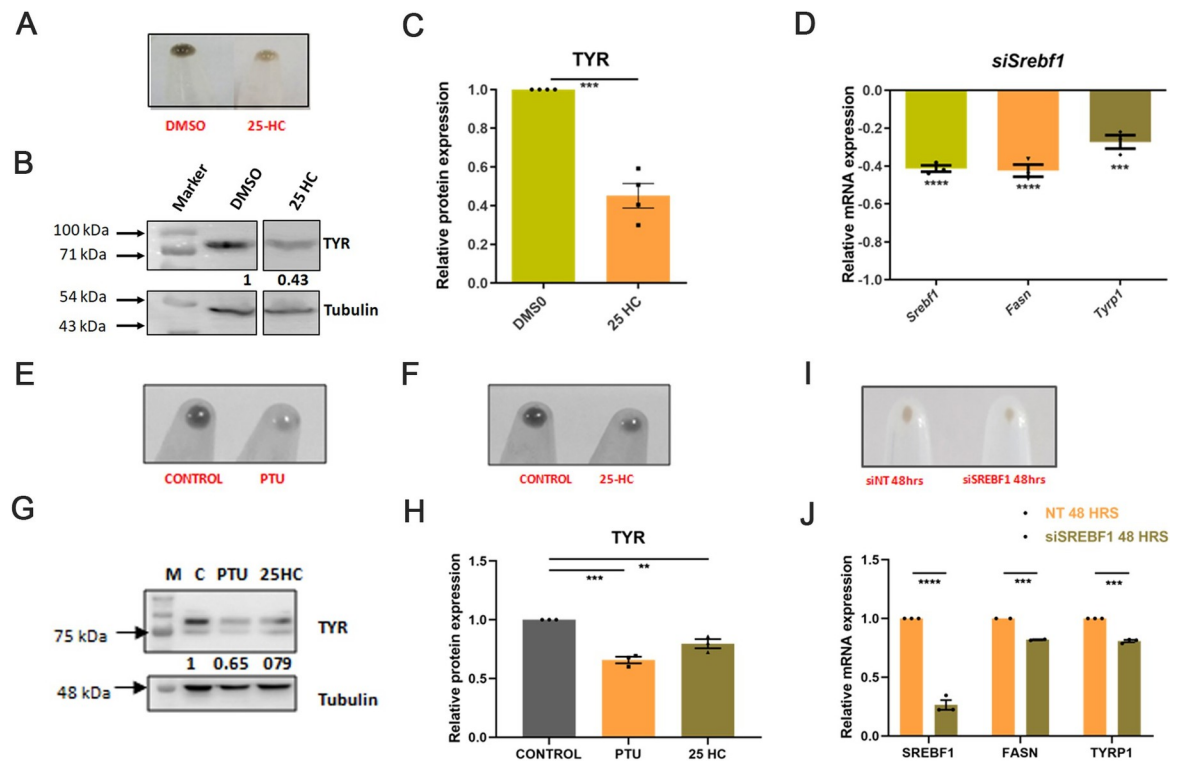 A
DMSO
25-HC
B
Marker
DMSO
25 HC
100 kDa
71 kDa
TYR
1
0.43
54 kDa
43 kDa
Tubulin
C
TYR
***
Relative protein expression
1.0
0.8
0.6
0.4
0.2
0.0
DMS0
25 HC
D
siSrebf1
Relative mRNA expression
0.0
-0.2
-0.4
-0.6
-0.8
-1.0
****
****
***
Srebf1
Fasn
Tyrp1
E
CONTROL
PTU
F
CONTROL
25-HC
I
siNT 48hrs
siSREBF1 48hrs
G
M C PTU 25HC
75 kDa
TYR
1 0.65 079
48 kDa
Tubulin
H
TYR
**
***
Relative protein expression
1.5
1.0
0.5
0.0
CONTROL
PTU
25 HC
J
NT 48 HRS
siSREBF1 48 HRS
Relative mRNA expression
1.5
1.0
0.5
0.0
****
***
***
SREBF1
FASN
TYRP1